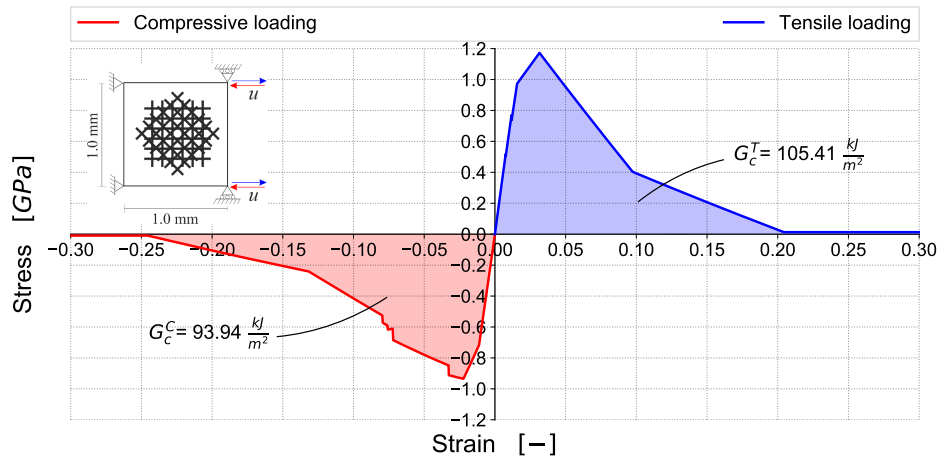 Compressive loading
Tensile loading
1.2
1.0
0.8
0.6
0.4
0.2
0.0
−0.2
−0.4
−0.6
−0.8
−1.0
−1.2
−0.30 −0.25 −0.20 −0.15 −0.10 −0.05 0.00 0.05 0.10 0.15 0.20 0.25 0.30
Stress [GPa]
Strain [−]
u
u
1.0 mm
1.0 mm
G_c^T = 105.41 kJ/m²
G_c^C = 93.94 kJ/m²